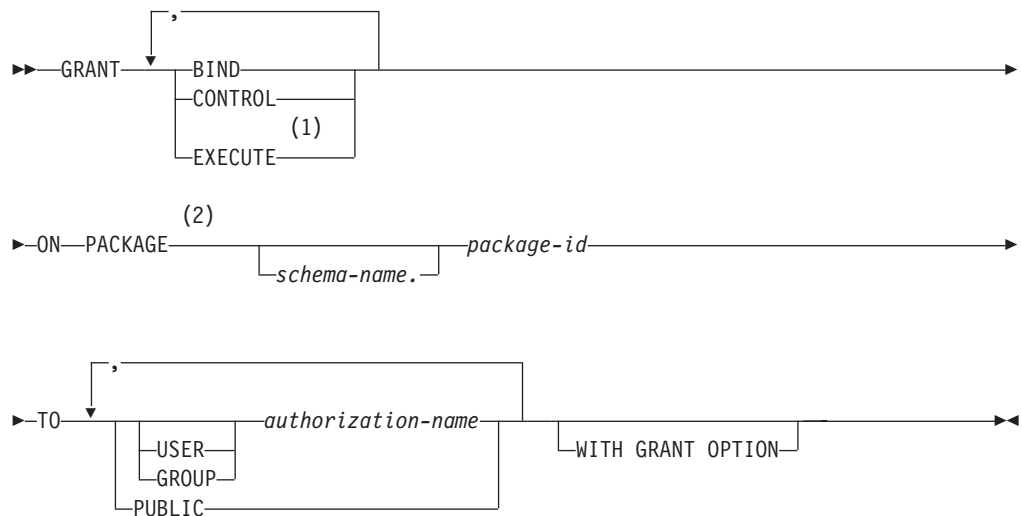 ,
GRANT BIND
CONTROL
(1)
EXECUTE
(2)
ON PACKAGE package-id
schema-name.
,
TO authorization-name
USER WITH GRANT OPTION
GROUP
PUBLIC